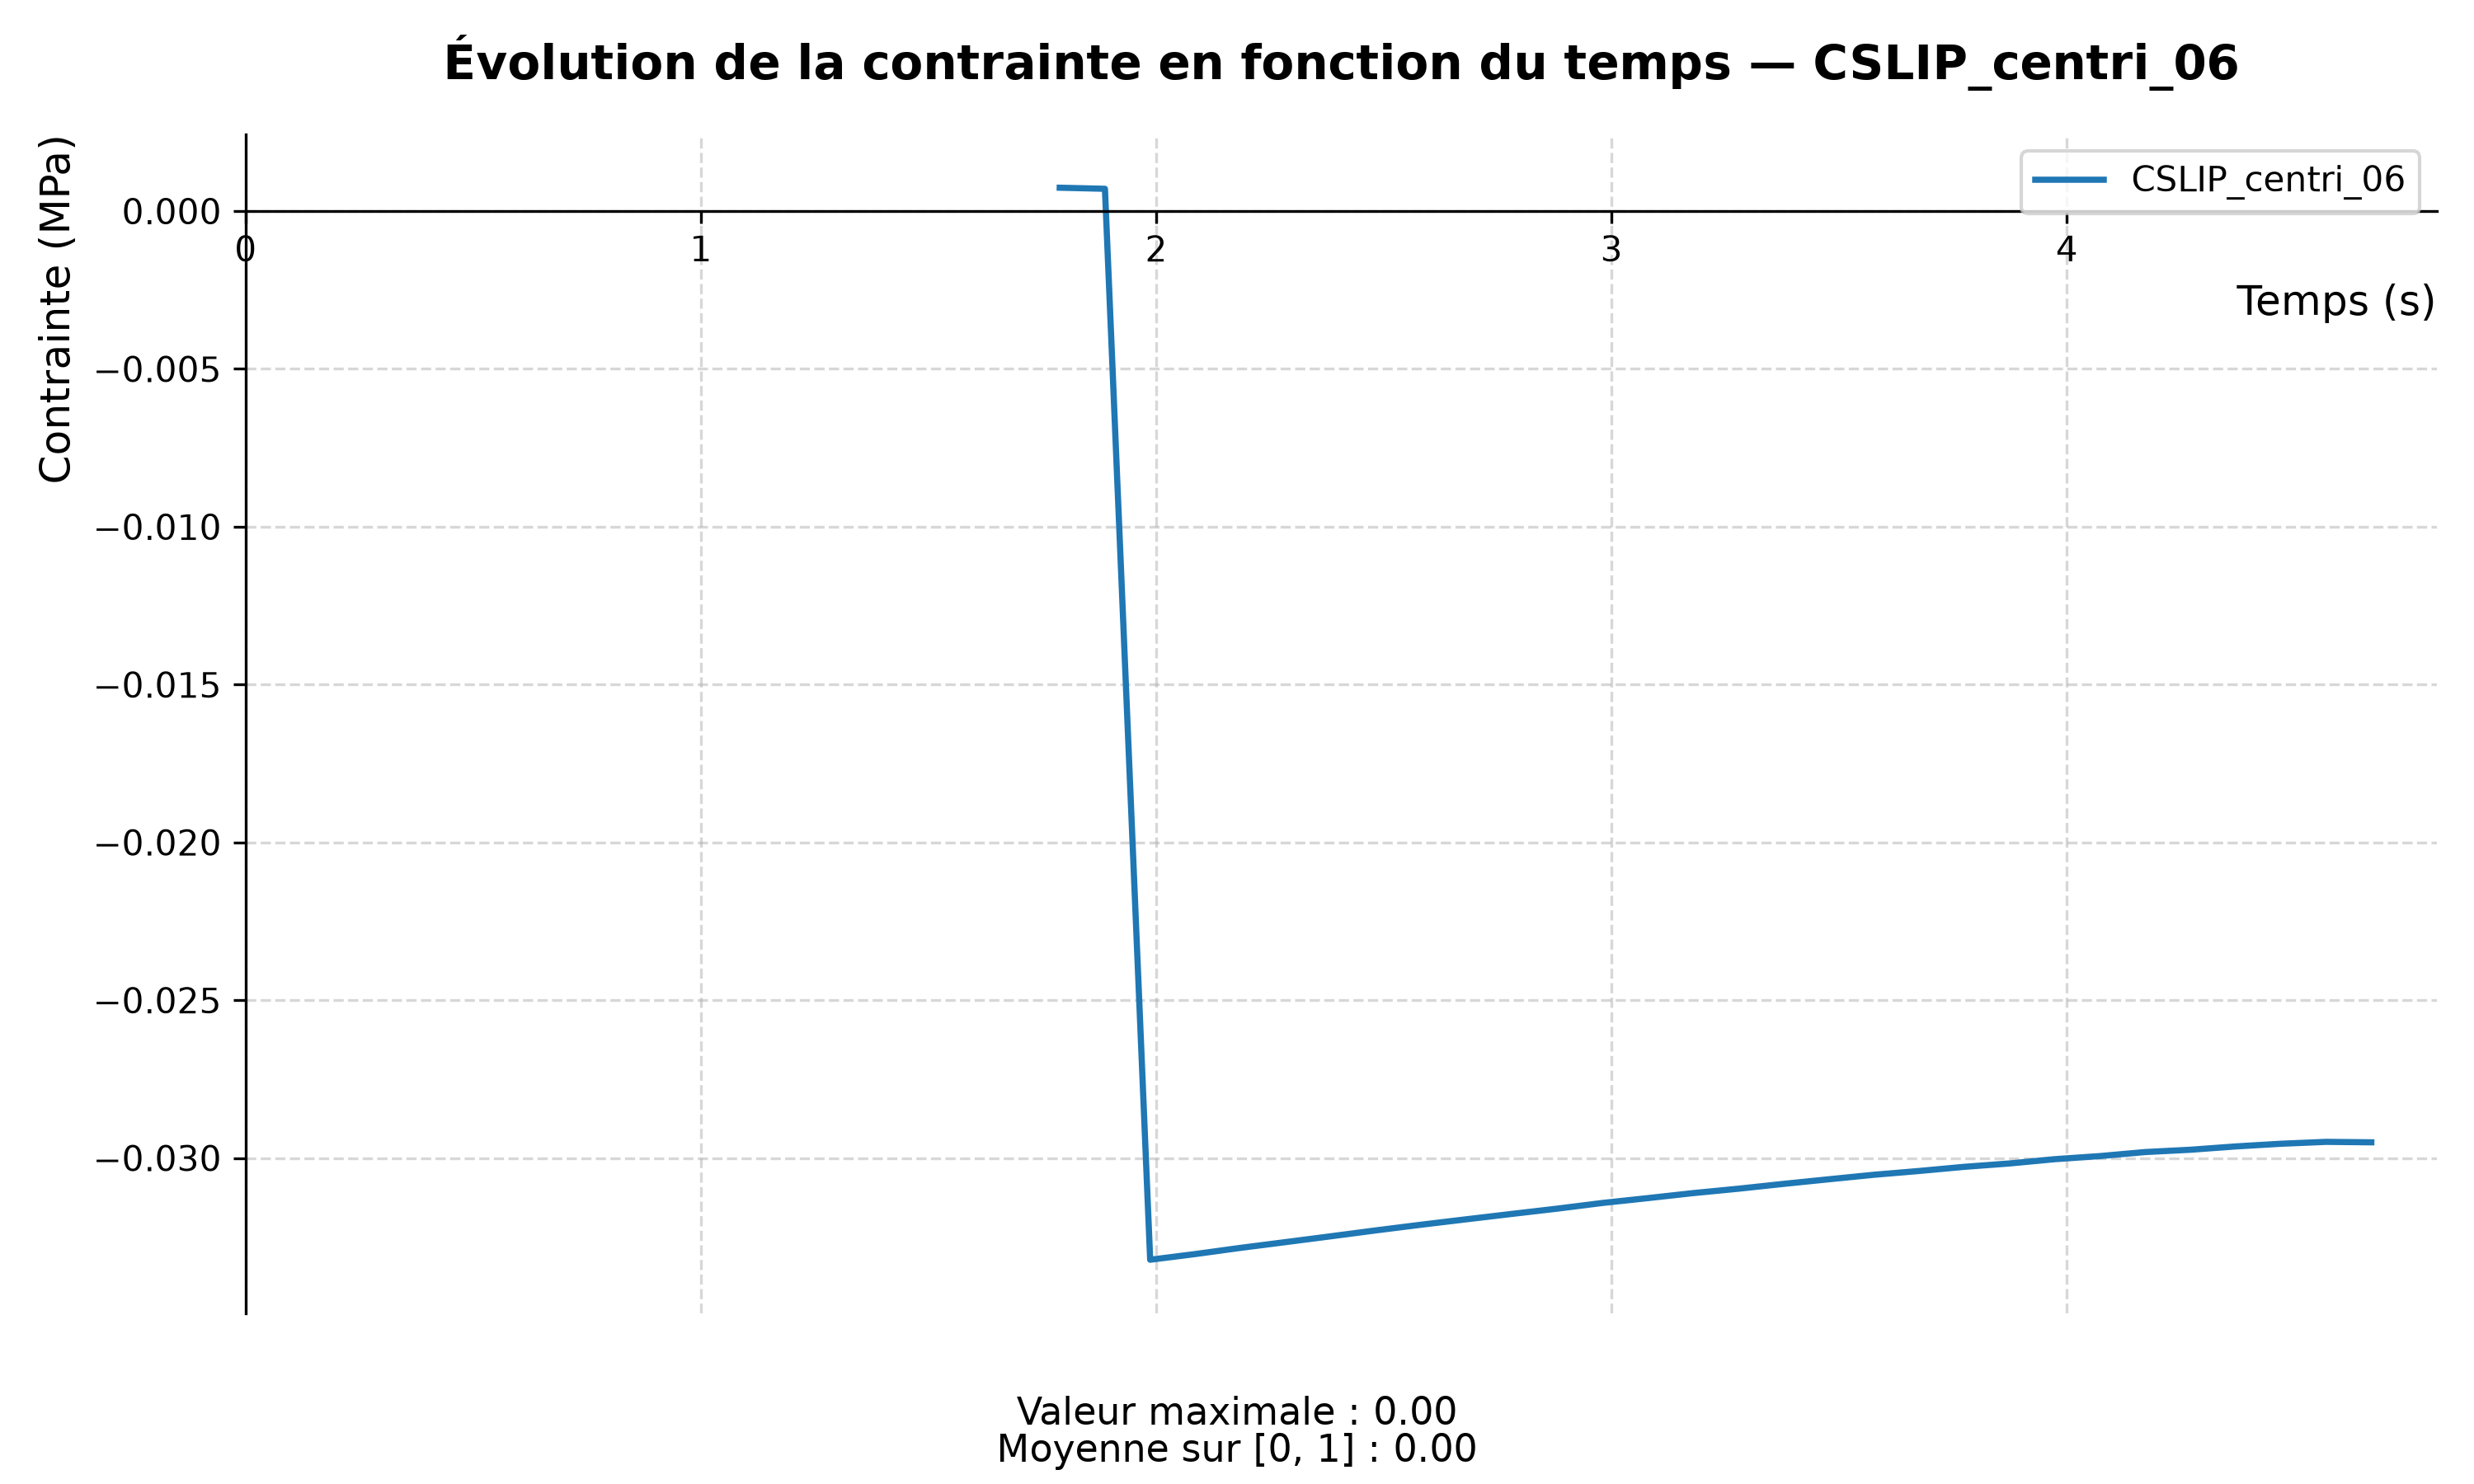 Évolution de la contrainte en fonction du temps — CSLIP_centri_06
Contrainte (MPa)
CSLIP_centri_06
0.000
0 1 2 3 4
Temps (s)
−0.005
−0.010
−0.015
−0.020
−0.025
−0.030
Valeur maximale : 0.00
Moyenne sur [0, 1] : 0.00